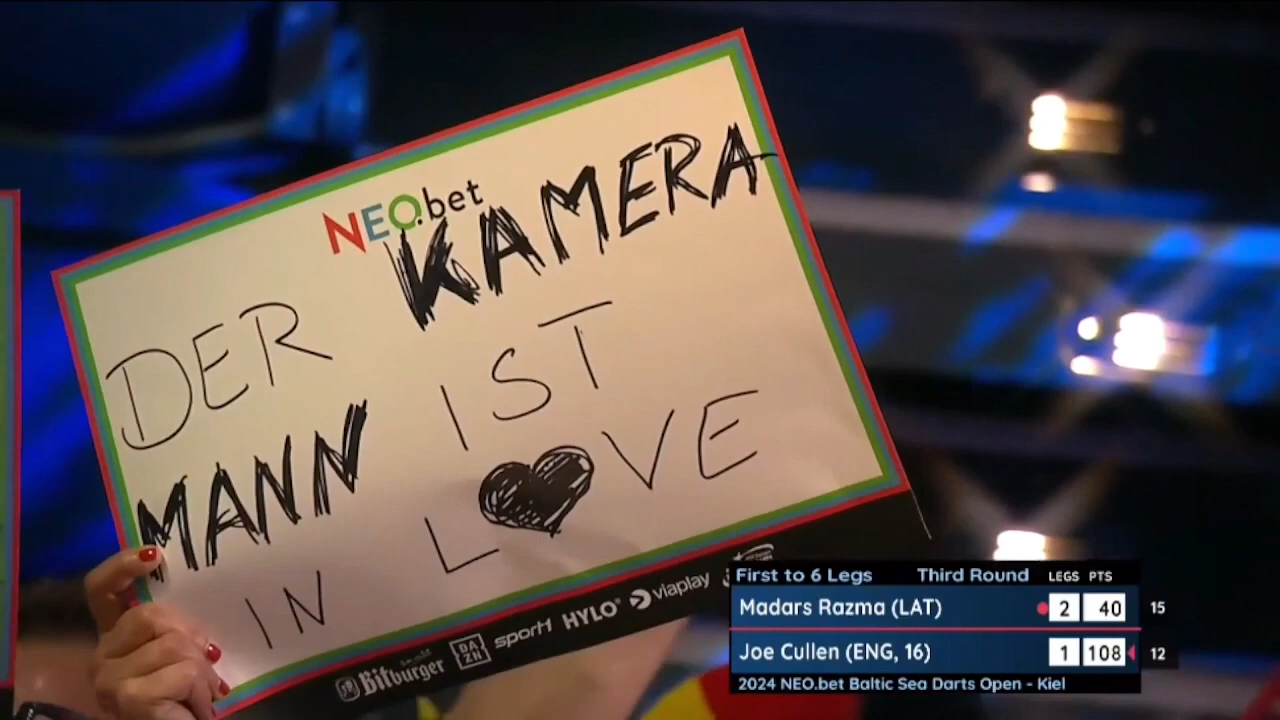 NEO.bet
DER KAMERA
MANN IST
IN L♥VE
Bitburger DAZN sport1 HYLO® viaplay
First to 6 Legs Third Round LEGS PTS
Madars Razma (LAT) 2 40 15
Joe Cullen (ENG, 16) 1 108 12
2024 NEO.bet Baltic Sea Darts Open - Kiel